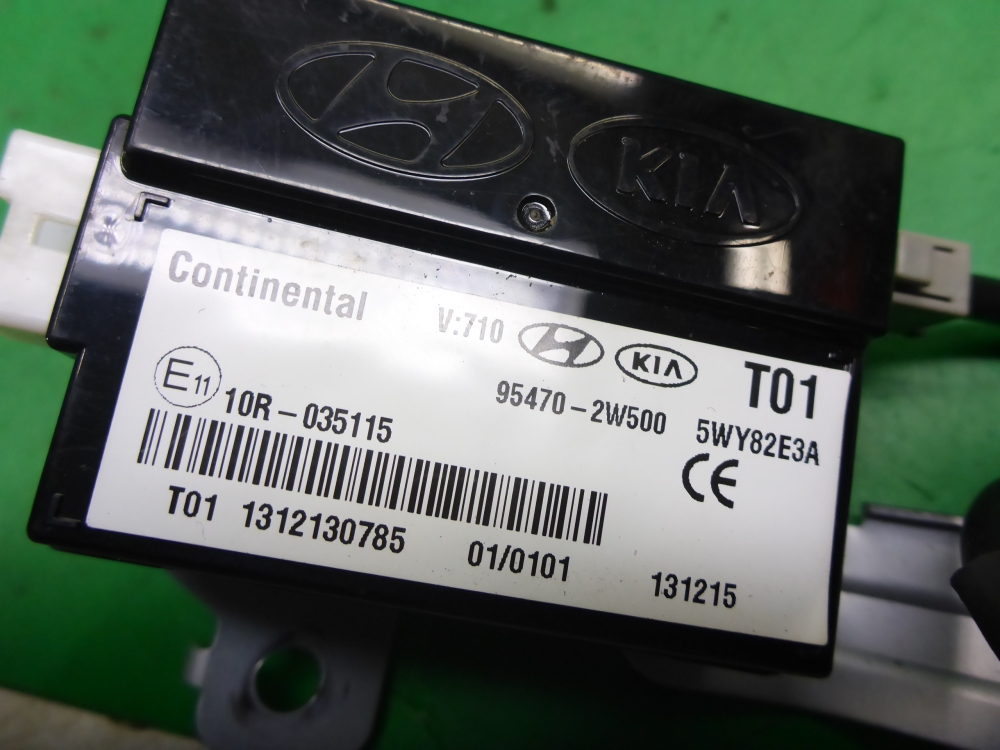 KIA
Continental
V:710
KIA
T01
E11
10R-035115
95470-2W500
5WY82E3A
CE
T01 1312130785
01/0101
131215